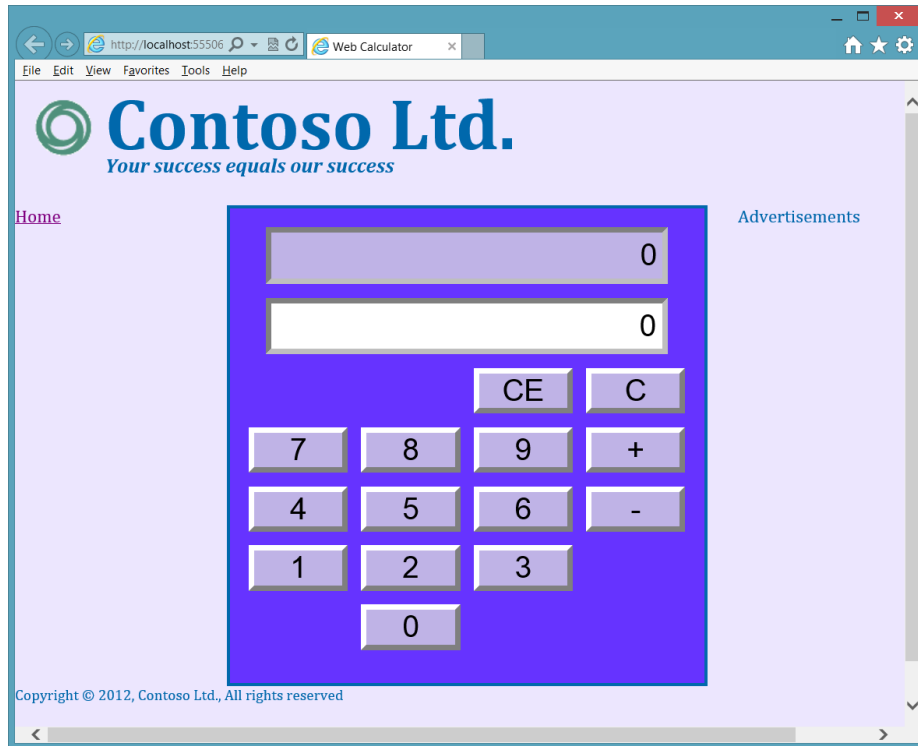 http://localhost:55506
Web Calculator
File Edit View Favorites Tools Help
Contoso Ltd.
Your success equals our success
Home
Advertisements
0
0
CE C
7 8 9 +
4 5 6 -
1 2 3
0
Copyright © 2012, Contoso Ltd., All rights reserved